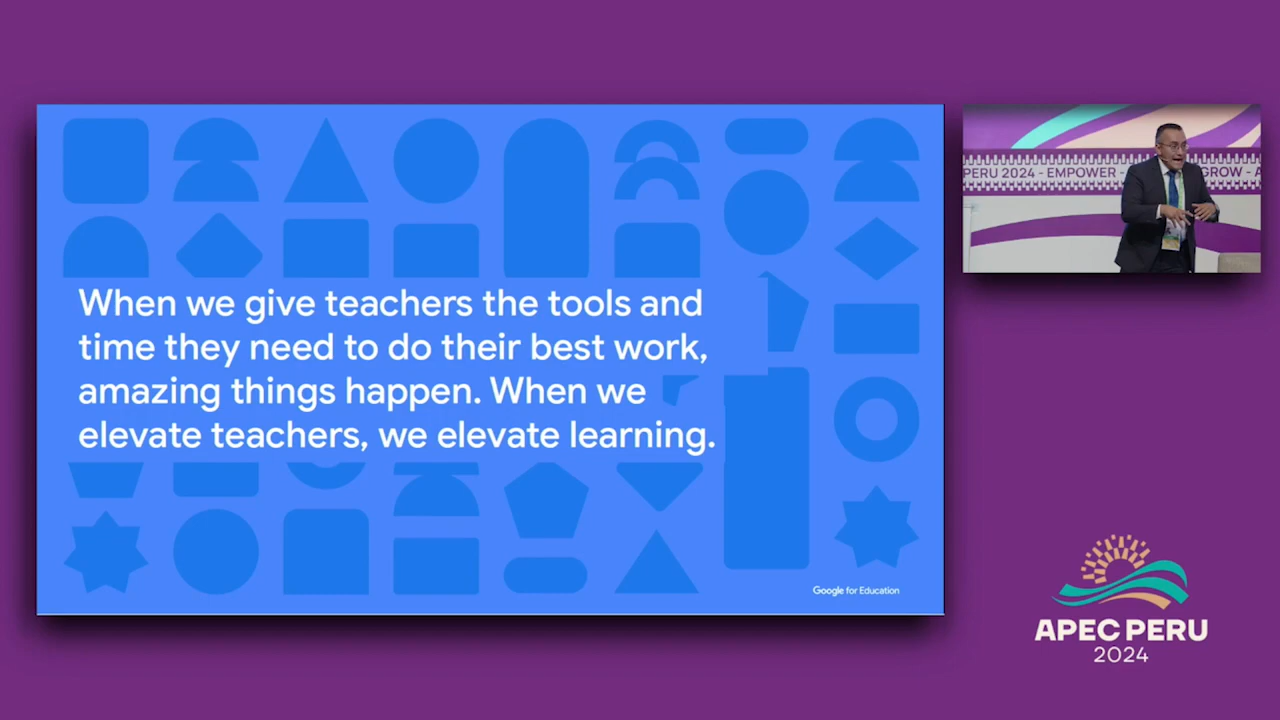 When we give teachers the tools and
time they need to do their best work,
amazing things happen. When we
elevate teachers, we elevate learning.
Google for Education
PERU 2024 - EMPOWER -
GROW - A
APEC PERU
2024